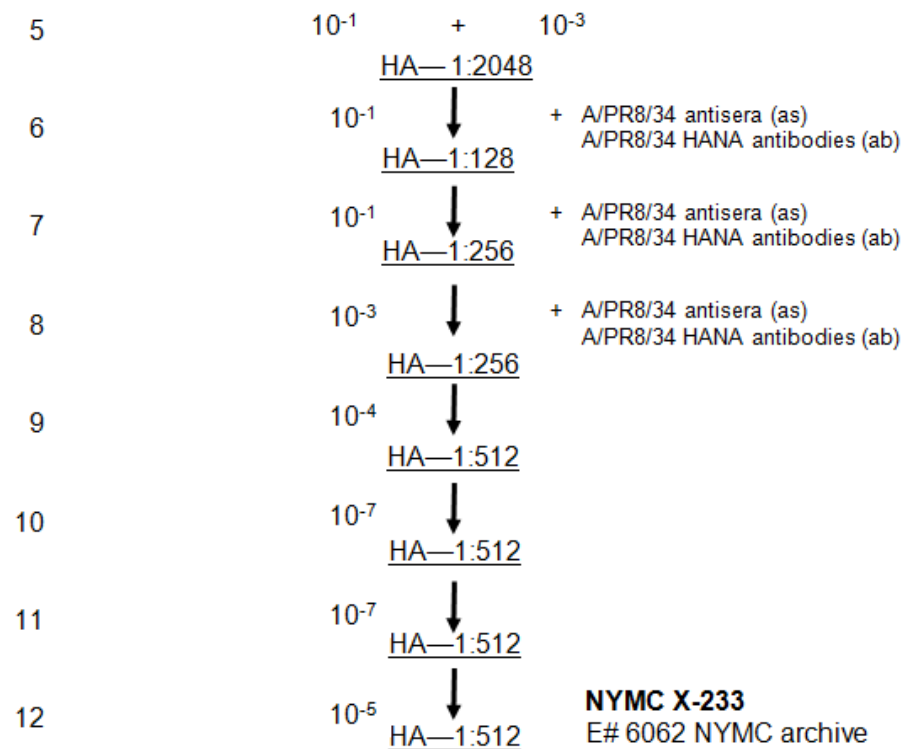 5 10⁻¹ + 10⁻³
HA— 1:2048
6 10⁻¹ + A/PR8/34 antisera (as)
A/PR8/34 HANA antibodies (ab)
HA—1:128
7 10⁻¹ + A/PR8/34 antisera (as)
A/PR8/34 HANA antibodies (ab)
HA—1:256
8 10⁻³ + A/PR8/34 antisera (as)
A/PR8/34 HANA antibodies (ab)
HA—1:256
9 10⁻⁴
HA—1:512
10 10⁻⁷
HA—1:512
11 10⁻⁷
HA—1:512
12 10⁻⁵ NYMC X-233
HA—1:512 E# 6062 NYMC archive